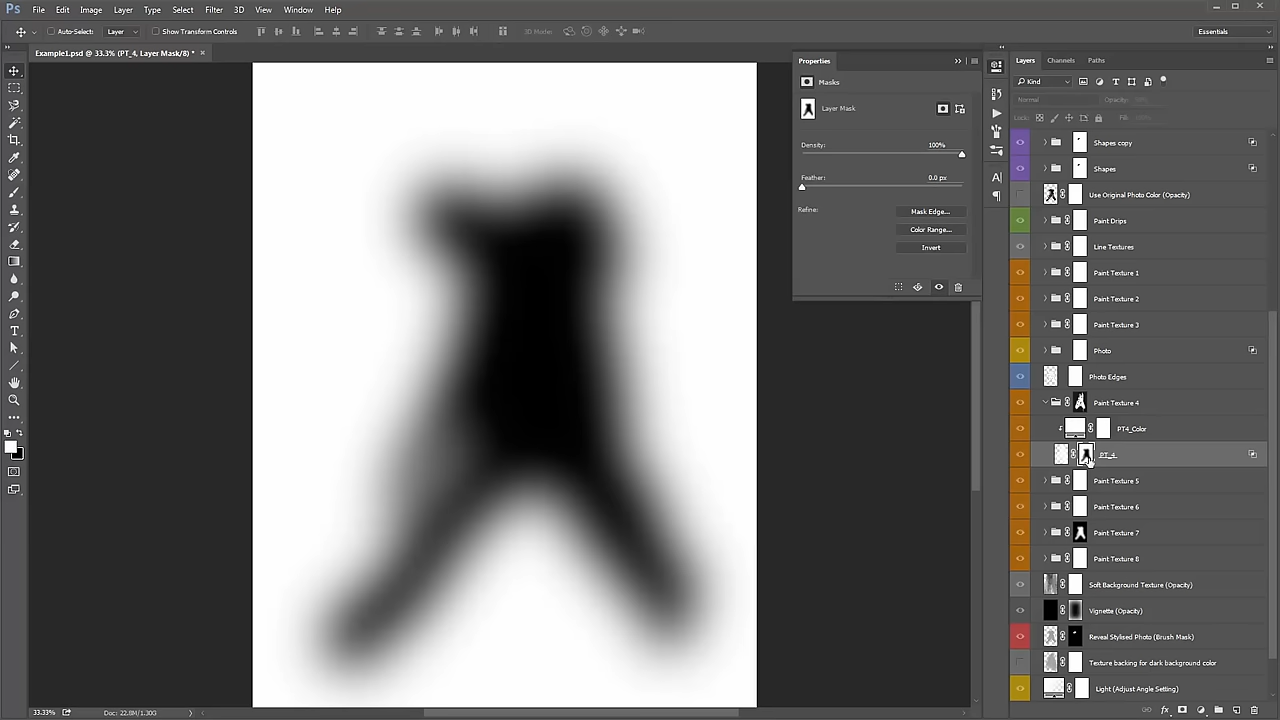 Ps File Edit Image Layer Type Select Filter 3D View Window Help
Auto-Select: Layer Show Transform Controls 3D Mode: Essentials
Example1.psd @ 33.3% (PT_4, Layer Mask/8) * ×
Properties
Masks
Layer Mask
Density: 100%
Feather: 0.0 px
Refine: Mask Edge...
Color Range...
Invert
Layers Channels Paths
Kind
Normal Opacity:
Lock: Fill:
Shapes copy
Shapes
Use Original Photo Color (Opacity)
Paint Drips
Line Textures
Paint Texture 1
Paint Texture 2
Paint Texture 3
Photo
Photo Edges
Paint Texture 4
PT4_Color
PT_4
Paint Texture 5
Paint Texture 6
Paint Texture 7
Paint Texture 8
Soft Background Texture (Opacity)
Vignette (Opacity)
Reveal Stylised Photo (Brush Mask)
Texture backing for dark background color
Light (Adjust Angle Setting)
33.33% Doc: 22.8M/1.30G